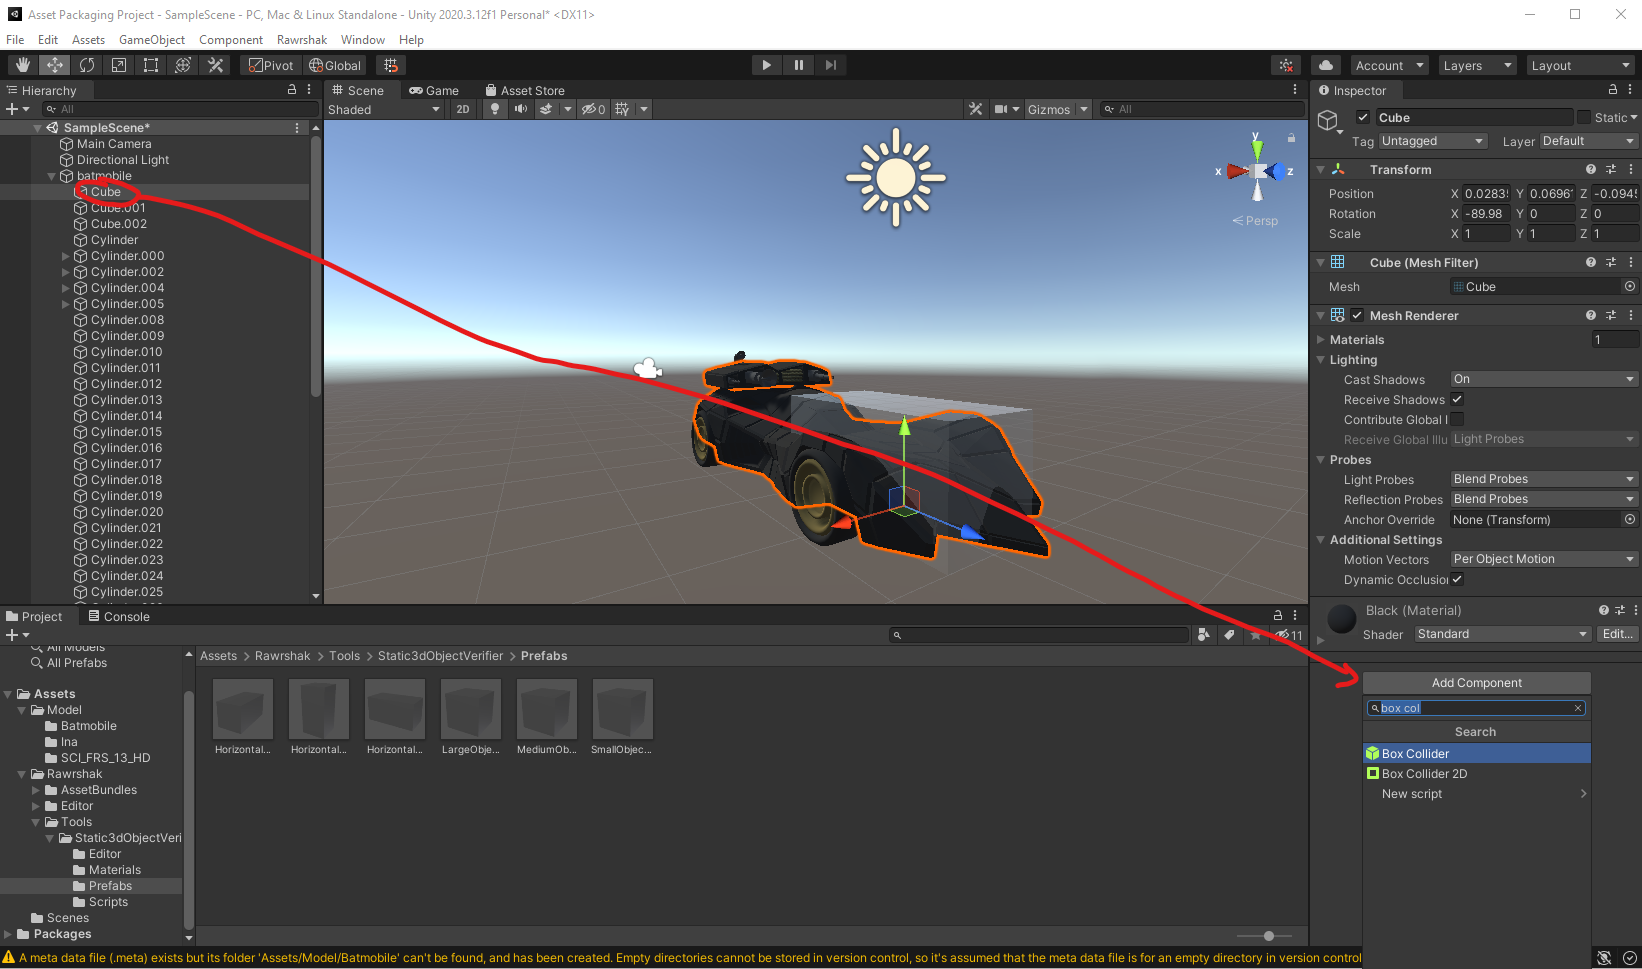 Asset Packaging Project - SampleScene - PC, Mac & Linux Standalone - Unity 2020.3.12f1 Personal* <DX11>
File Edit Assets GameObject Component Rawrshak Window Help
Pivot Global Account Layers Layout
Hierarchy
All
SampleScene*
Main Camera
Directional Light
batmobile
Cube
Cube.001
Cube.002
Cylinder
Cylinder.000
Cylinder.002
Cylinder.004
Cylinder.005
Cylinder.008
Cylinder.009
Cylinder.010
Cylinder.011
Cylinder.012
Cylinder.013
Cylinder.014
Cylinder.015
Cylinder.016
Cylinder.017
Cylinder.018
Cylinder.019
Cylinder.020
Cylinder.021
Cylinder.022
Cylinder.023
Cylinder.024
Cylinder.025
Scene Game Asset Store
Shaded 2D 0 Gizmos All
y
x z
Persp
Inspector
Cube Static
Tag Untagged Layer Default
Transform
Position X 0.0283 Y 0.0696 Z -0.094
Rotation X -89.98 Y 0 Z 0
Scale X 1 Y 1 Z 1
Cube (Mesh Filter)
Mesh Cube
Mesh Renderer
Materials 1
Lighting
Cast Shadows On
Receive Shadows
Contribute Global I
Receive Global Illu Light Probes
Probes
Light Probes Blend Probes
Reflection Probes Blend Probes
Anchor Override None (Transform)
Additional Settings
Motion Vectors Per Object Motion
Dynamic Occlusion
Black (Material)
Shader Standard Edit...
Add Component
box col
Search
Box Collider
Box Collider 2D
New script
Project Console
11
All Models
All Prefabs
Assets
Model
Batmobile
Ina
SCI_FRS_13_HD
Rawrshak
AssetBundles
Editor
Tools
Static3dObjectVeri
Editor
Materials
Prefabs
Scripts
Scenes
Packages
Assets > Rawrshak > Tools > Static3dObjectVerifier > Prefabs
Horizontal... Horizontal... Horizontal... LargeObje... MediumOb... SmallObjec...
A meta data file (.meta) exists but its folder 'Assets/Model/Batmobile' can't be found, and has been created. Empty directories cannot be stored in version control, so it's assumed that the meta data file is for an empty directory in version control